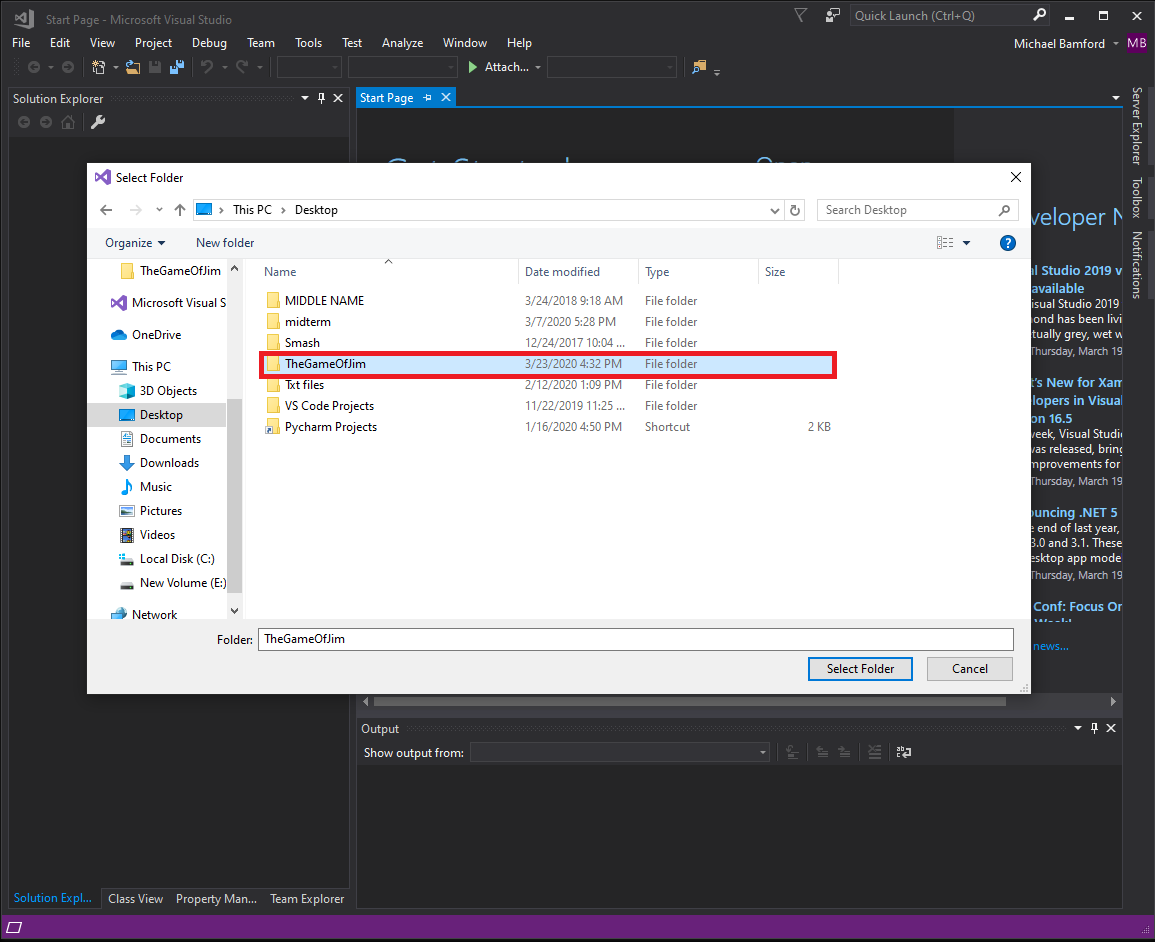 Start Page - Microsoft Visual Studio
Quick Launch (Ctrl+Q)
File Edit View Project Debug Team Tools Test Analyze Window Help
Michael Bamford MB
Attach...
Solution Explorer
Start Page
Server Explorer
Toolbox
Notifications
Select Folder
This PC Desktop
Search Desktop
Organize New folder
?
TheGameOfJim
Microsoft Visual S
OneDrive
This PC
3D Objects
Desktop
Documents
Downloads
Music
Pictures
Videos
Local Disk (C:)
New Volume (E:)
Network
Name Date modified Type Size
MIDDLE NAME 3/24/2018 9:18 AM File folder
midterm 3/7/2020 5:28 PM File folder
Smash 12/24/2017 10:04 ... File folder
TheGameOfJim 3/23/2020 4:32 PM File folder
Txt files 2/12/2020 1:09 PM File folder
VS Code Projects 11/22/2019 11:25 ... File folder
Pycharm Projects 1/16/2020 4:50 PM Shortcut 2 KB
Folder: TheGameOfJim
Select Folder Cancel
veloper N
al Studio 2019 v
available
isual Studio 2019
mond has been livi
tually grey, wet w
Thursday, March 19
t's New for Xam
lopers in Visual
on 16.5
week, Visual Studio
was released, bring
mprovements for
Thursday, March 19
ouncing .NET 5
e end of last year,
3.0 and 3.1. These
esktop app mode
Thursday, March 19
Conf: Focus On
news...
Output
Show output from:
Solution Expl... Class View Property Man... Team Explorer